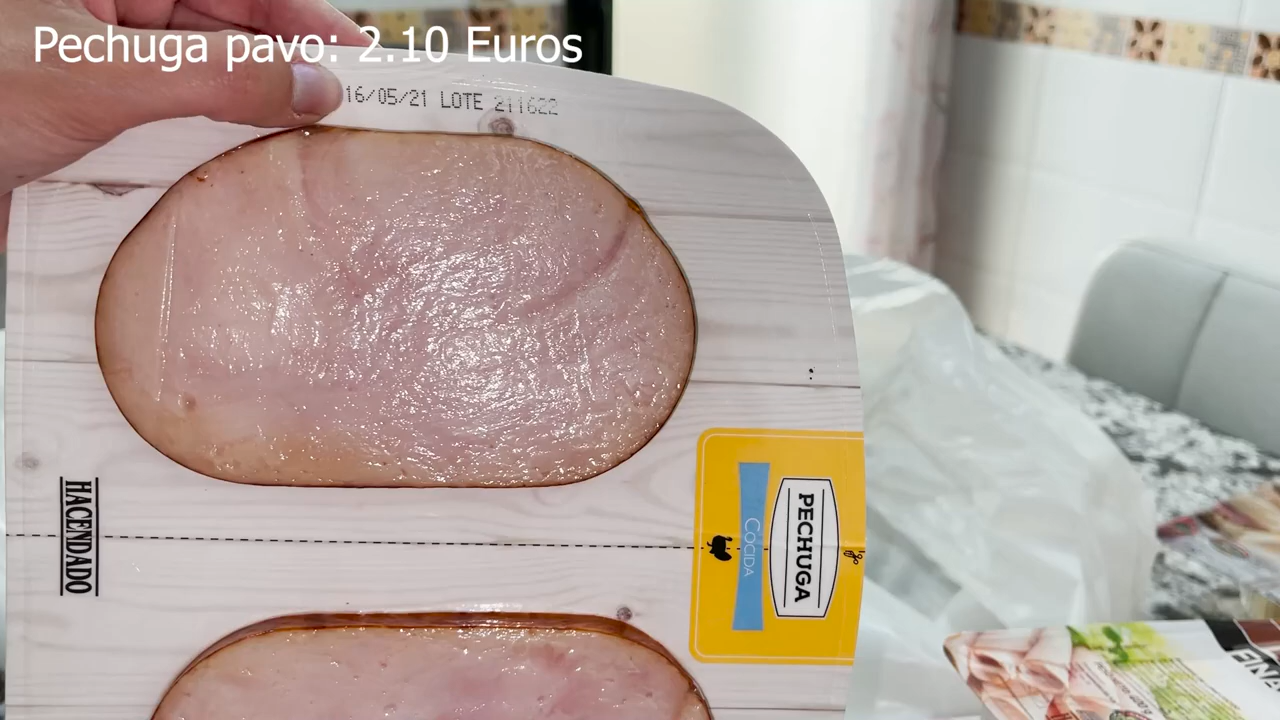 Pechuga pavo: 2.10 Euros
16/05/21 LOTE 211622
HACENDADO
PECHUGA
COCIDA